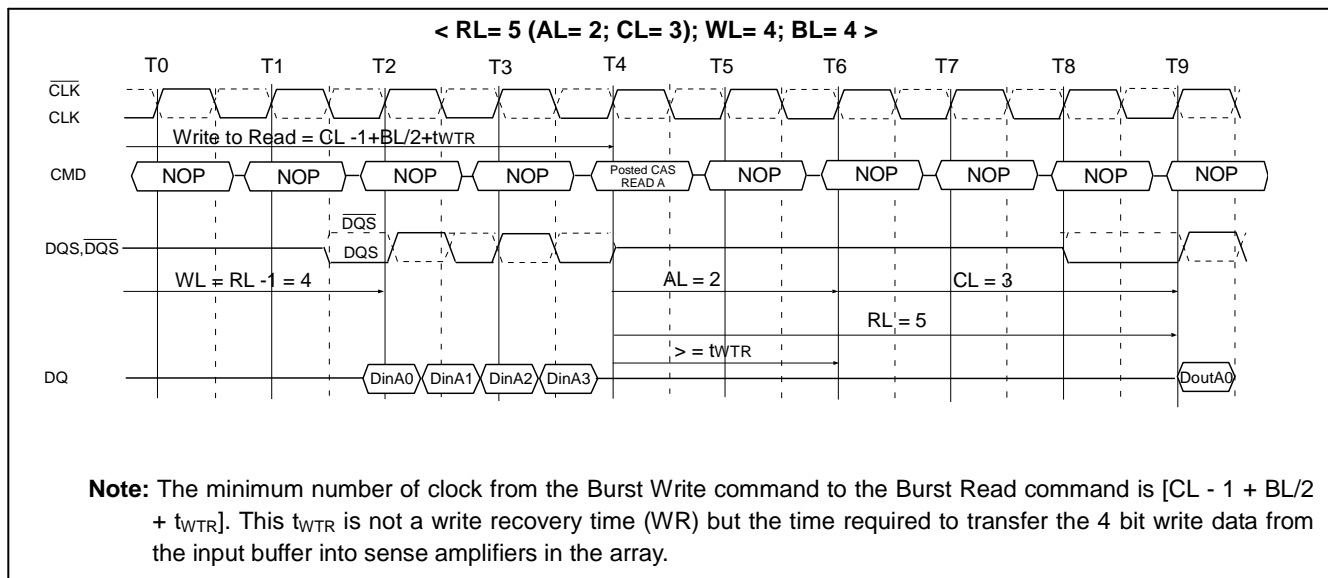 < RL= 5 (AL= 2; CL= 3); WL= 4; BL= 4 >
T0 T1 T2 T3 T4 T5 T6 T7 T8 T9
CLK
CLK
Write to Read = CL -1+BL/2+tWTR
CMD NOP NOP NOP NOP Posted CAS READ A NOP NOP NOP NOP NOP
DQS
DQS,DQS DQS
WL = RL -1 = 4 AL = 2 CL = 3
RL = 5
> = tWTR
DQ DinA0 DinA1 DinA2 DinA3 DoutA0
Note: The minimum number of clock from the Burst Write command to the Burst Read command is [CL - 1 + BL/2
+ tWTR]. This tWTR is not a write recovery time (WR) but the time required to transfer the 4 bit write data from
the input buffer into sense amplifiers in the array.